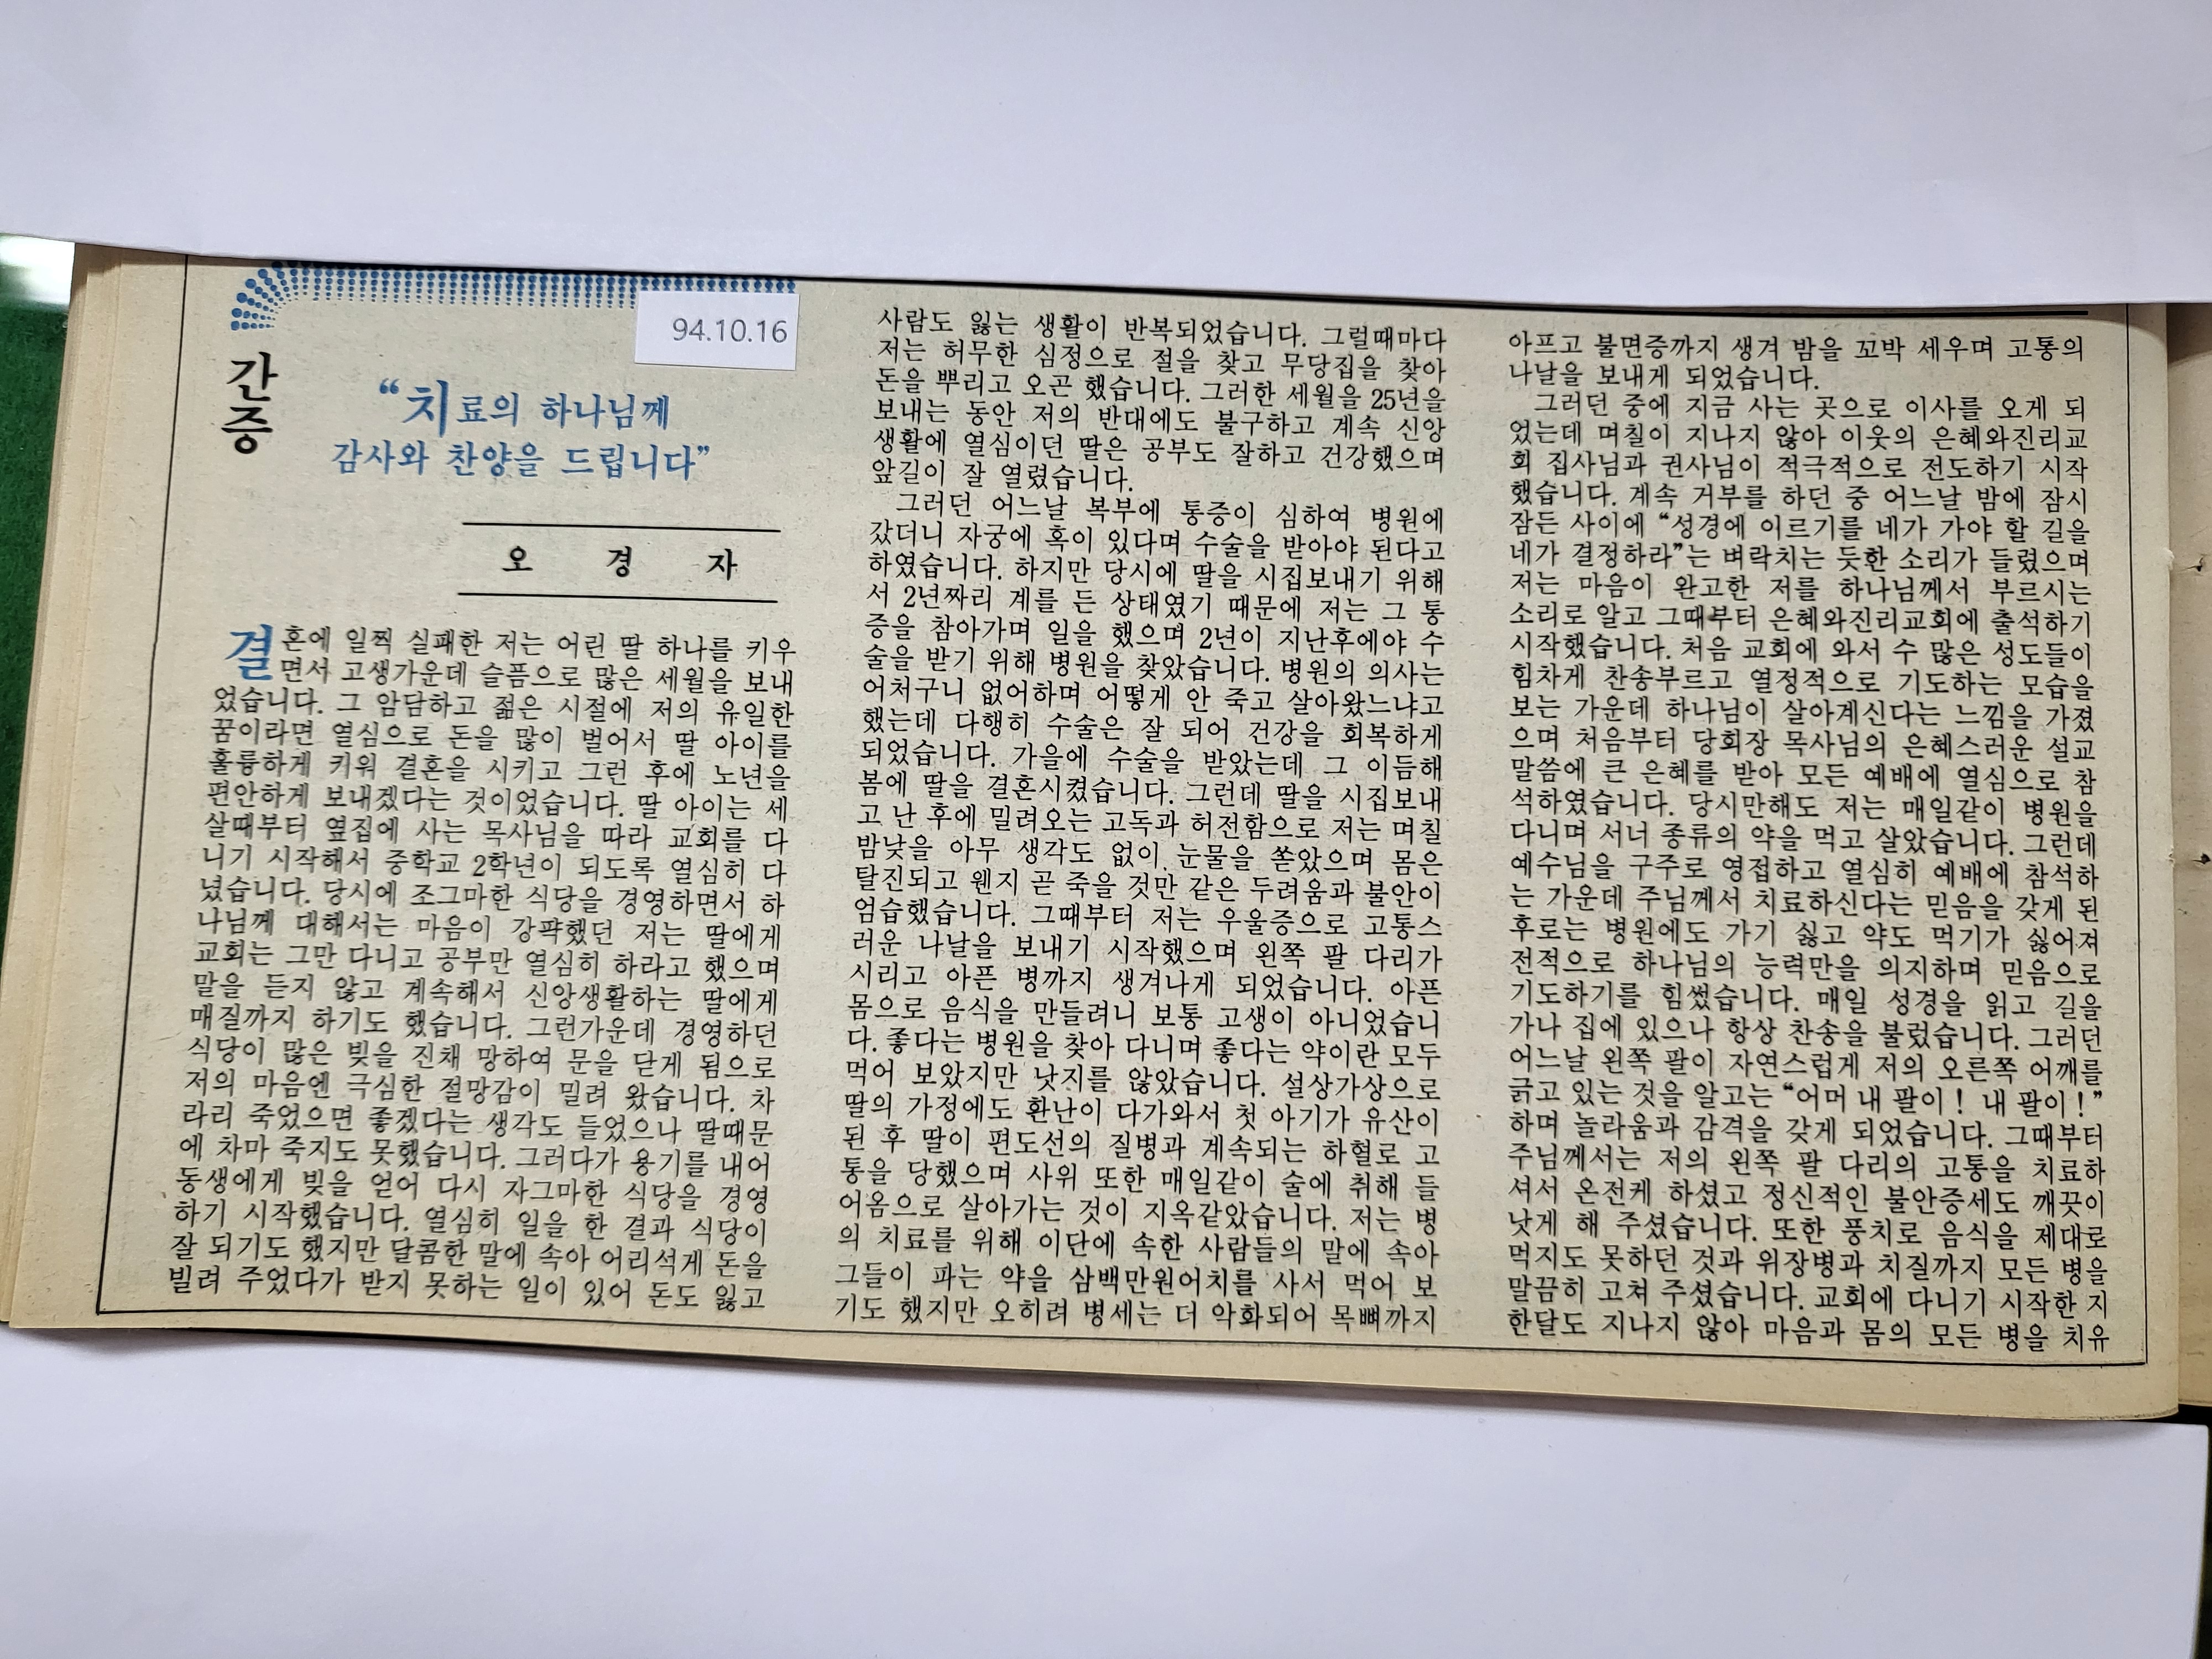 94.10.16
간증
“치료의 하나님께
감사와 찬양을 드립니다”
오 경 자
결혼에 일찍 실패한 저는 어린 딸 하나를 키우
면서 고생가운데 슬픔으로 많은 세월을 보내
었습니다. 그 암담하고 젊은 시절에 저의 유일한
꿈이라면 열심으로 돈을 많이 벌어서 딸 아이를
훌륭하게 키워 결혼을 시키고 그런 후에 노년을
편안하게 보내겠다는 것이었습니다. 딸 아이는 세
살때부터 옆집에 사는 목사님을 따라 교회를 다
니기 시작해서 중학교 2학년이 되도록 열심히 다
녔습니다. 당시에 조그마한 식당을 경영하면서 하
나님께 대해서는 마음이 강퍅했던 저는 딸에게
교회는 그만 다니고 공부만 열심히 하라고 했으며
말을 듣지 않고 계속해서 신앙생활하는 딸에게
매질까지 하기도 했습니다. 그런가운데 경영하던
식당이 많은 빚을 진채 망하여 문을 닫게 됨으로
저의 마음엔 극심한 절망감이 밀려 왔습니다. 차
라리 죽었으면 좋겠다는 생각도 들었으나 딸때문
에 차마 죽지도 못했습니다. 그러다가 용기를 내어
동생에게 빚을 얻어 다시 자그마한 식당을 경영
하기 시작했습니다. 열심히 일을 한 결과 식당이
잘 되기도 했지만 달콤한 말에 속아 어리석게 돈을
빌려 주었다가 받지 못하는 일이 있어 돈도 잃고
사람도 잃는 생활이 반복되었습니다. 그럴때마다
저는 허무한 심정으로 절을 찾고 무당집을 찾아
돈을 뿌리고 오곤 했습니다. 그러한 세월을 25년을
보내는 동안 저의 반대에도 불구하고 계속 신앙
생활에 열심이던 딸은 공부도 잘하고 건강했으며
앞길이 잘 열렸습니다.
그러던 어느날 복부에 통증이 심하여 병원에
갔더니 자궁에 혹이 있다며 수술을 받아야 된다고
하였습니다. 하지만 당시에 딸을 시집보내기 위해
서 2년짜리 계를 든 상태였기 때문에 저는 그 통
증을 참아가며 일을 했으며 2년이 지난후에야 수
술을 받기 위해 병원을 찾았습니다. 병원의 의사는
어처구니 없어하며 어떻게 안 죽고 살아왔느냐고
했는데 다행히 수술은 잘 되어 건강을 회복하게
되었습니다. 가을에 수술을 받았는데 그 이듬해
봄에 딸을 결혼시켰습니다. 그런데 딸을 시집보내
고 난 후에 밀려오는 고독과 허전함으로 저는 며칠
밤낮을 아무 생각도 없이 눈물을 쏟았으며 몸은
탈진되고 웬지 곧 죽을 것만 같은 두려움과 불안이
엄습했습니다. 그때부터 저는 우울증으로 고통스
러운 나날을 보내기 시작했으며 왼쪽 팔 다리가
시리고 아픈 병까지 생겨나게 되었습니다. 아픈
몸으로 음식을 만들려니 보통 고생이 아니었습니
다. 좋다는 병원을 찾아 다니며 좋다는 약이란 모두
먹어 보았지만 낫지를 않았습니다. 설상가상으로
딸의 가정에도 환난이 다가와서 첫 아기가 유산이
된 후 딸이 편도선의 질병과 계속되는 하혈로 고
통을 당했으며 사위 또한 매일같이 술에 취해 들
어옴으로 살아가는 것이 지옥같았습니다. 저는 병
의 치료를 위해 이단에 속한 사람들의 말에 속아
그들이 파는 약을 삼백만원어치를 사서 먹어 보
기도 했지만 오히려 병세는 더 악화되어 목뼈까지
아프고 불면증까지 생겨 밤을 꼬박 세우며 고통의
나날을 보내게 되었습니다.
그러던 중에 지금 사는 곳으로 이사를 오게 되
었는데 며칠이 지나지 않아 이웃의 은혜와진리교
회 집사님과 권사님이 적극적으로 전도하기 시작
했습니다. 계속 거부를 하던 중 어느날 밤에 잠시
잠든 사이에 “성경에 이르기를 네가 가야 할 길을
네가 결정하라”는 벼락치는 듯한 소리가 들렸으며
저는 마음이 완고한 저를 하나님께서 부르시는
소리로 알고 그때부터 은혜와진리교회에 출석하기
시작했습니다. 처음 교회에 와서 수 많은 성도들이
힘차게 찬송부르고 열정적으로 기도하는 모습을
보는 가운데 하나님이 살아계신다는 느낌을 가졌
으며 처음부터 당회장 목사님의 은혜스러운 설교
말씀에 큰 은혜를 받아 모든 예배에 열심으로 참
석하였습니다. 당시만해도 저는 매일같이 병원을
다니며 서너 종류의 약을 먹고 살았습니다. 그런데
예수님을 구주로 영접하고 열심히 예배에 참석하
는 가운데 주님께서 치료하신다는 믿음을 갖게 된
후로는 병원에도 가기 싫고 약도 먹기가 싫어져
전적으로 하나님의 능력만을 의지하며 믿음으로
기도하기를 힘썼습니다. 매일 성경을 읽고 길을
가나 집에 있으나 항상 찬송을 불렀습니다. 그러던
어느날 왼쪽 팔이 자연스럽게 저의 오른쪽 어깨를
긁고 있는 것을 알고는 “어머 내 팔이! 내 팔이!”
하며 놀라움과 감격을 갖게 되었습니다. 그때부터
주님께서는 저의 왼쪽 팔 다리의 고통을 치료하
셔서 온전케 하셨고 정신적인 불안증세도 깨끗이
낫게 해 주셨습니다. 또한 풍치로 음식을 제대로
먹지도 못하던 것과 위장병과 치질까지 모든 병을
말끔히 고쳐 주셨습니다. 교회에 다니기 시작한 지
한달도 지나지 않아 마음과 몸의 모든 병을 치유